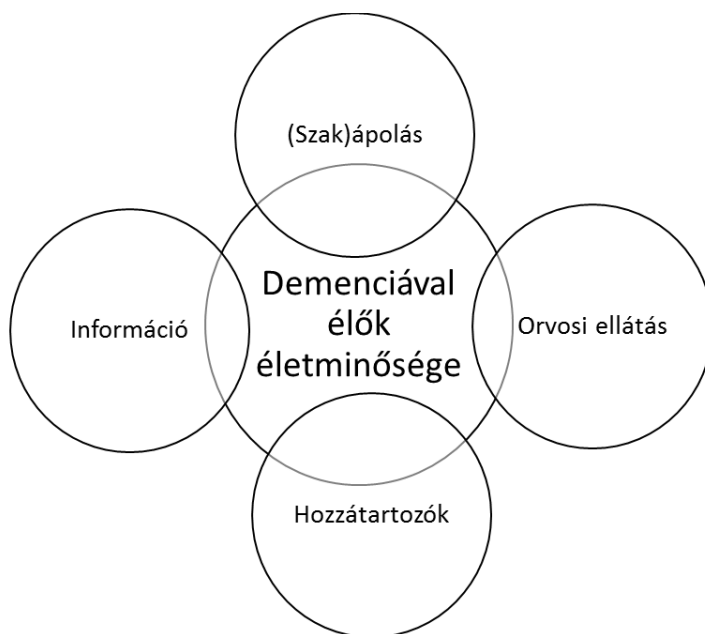 (Szak)ápolás
Információ
Demenciával
élők
életminősége
Orvosi ellátás
Hozzátartozók